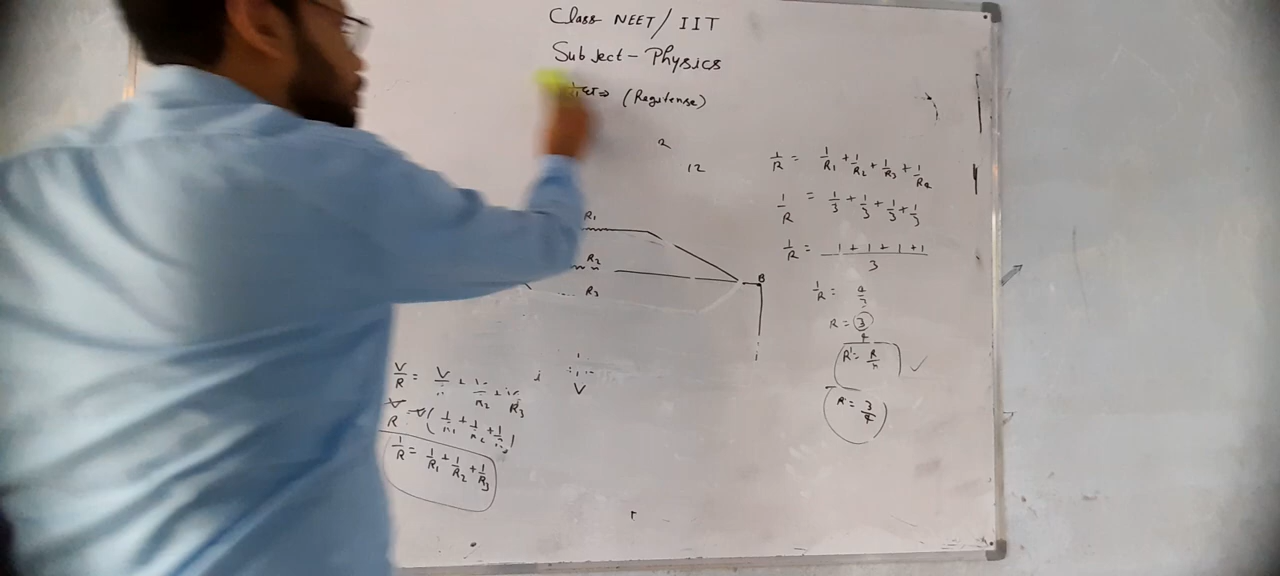 Class NEET/IIT
Subject - Physics
⇒ (Regitense)
2
12
R1
R2
R3
B
1/R = 1/R1 + 1/R2 + 1/R3 + 1/R4
1/R = 1/3 + 1/3 + 1/3 + 1/3
1/R = 1+1+1+1/3
1/R = 4/3
R = 3/4
R' = R/n
R = 3/4
V/R = V
R2 R3
V
1/R = 1/R1 + 1/R2 + 1/R3